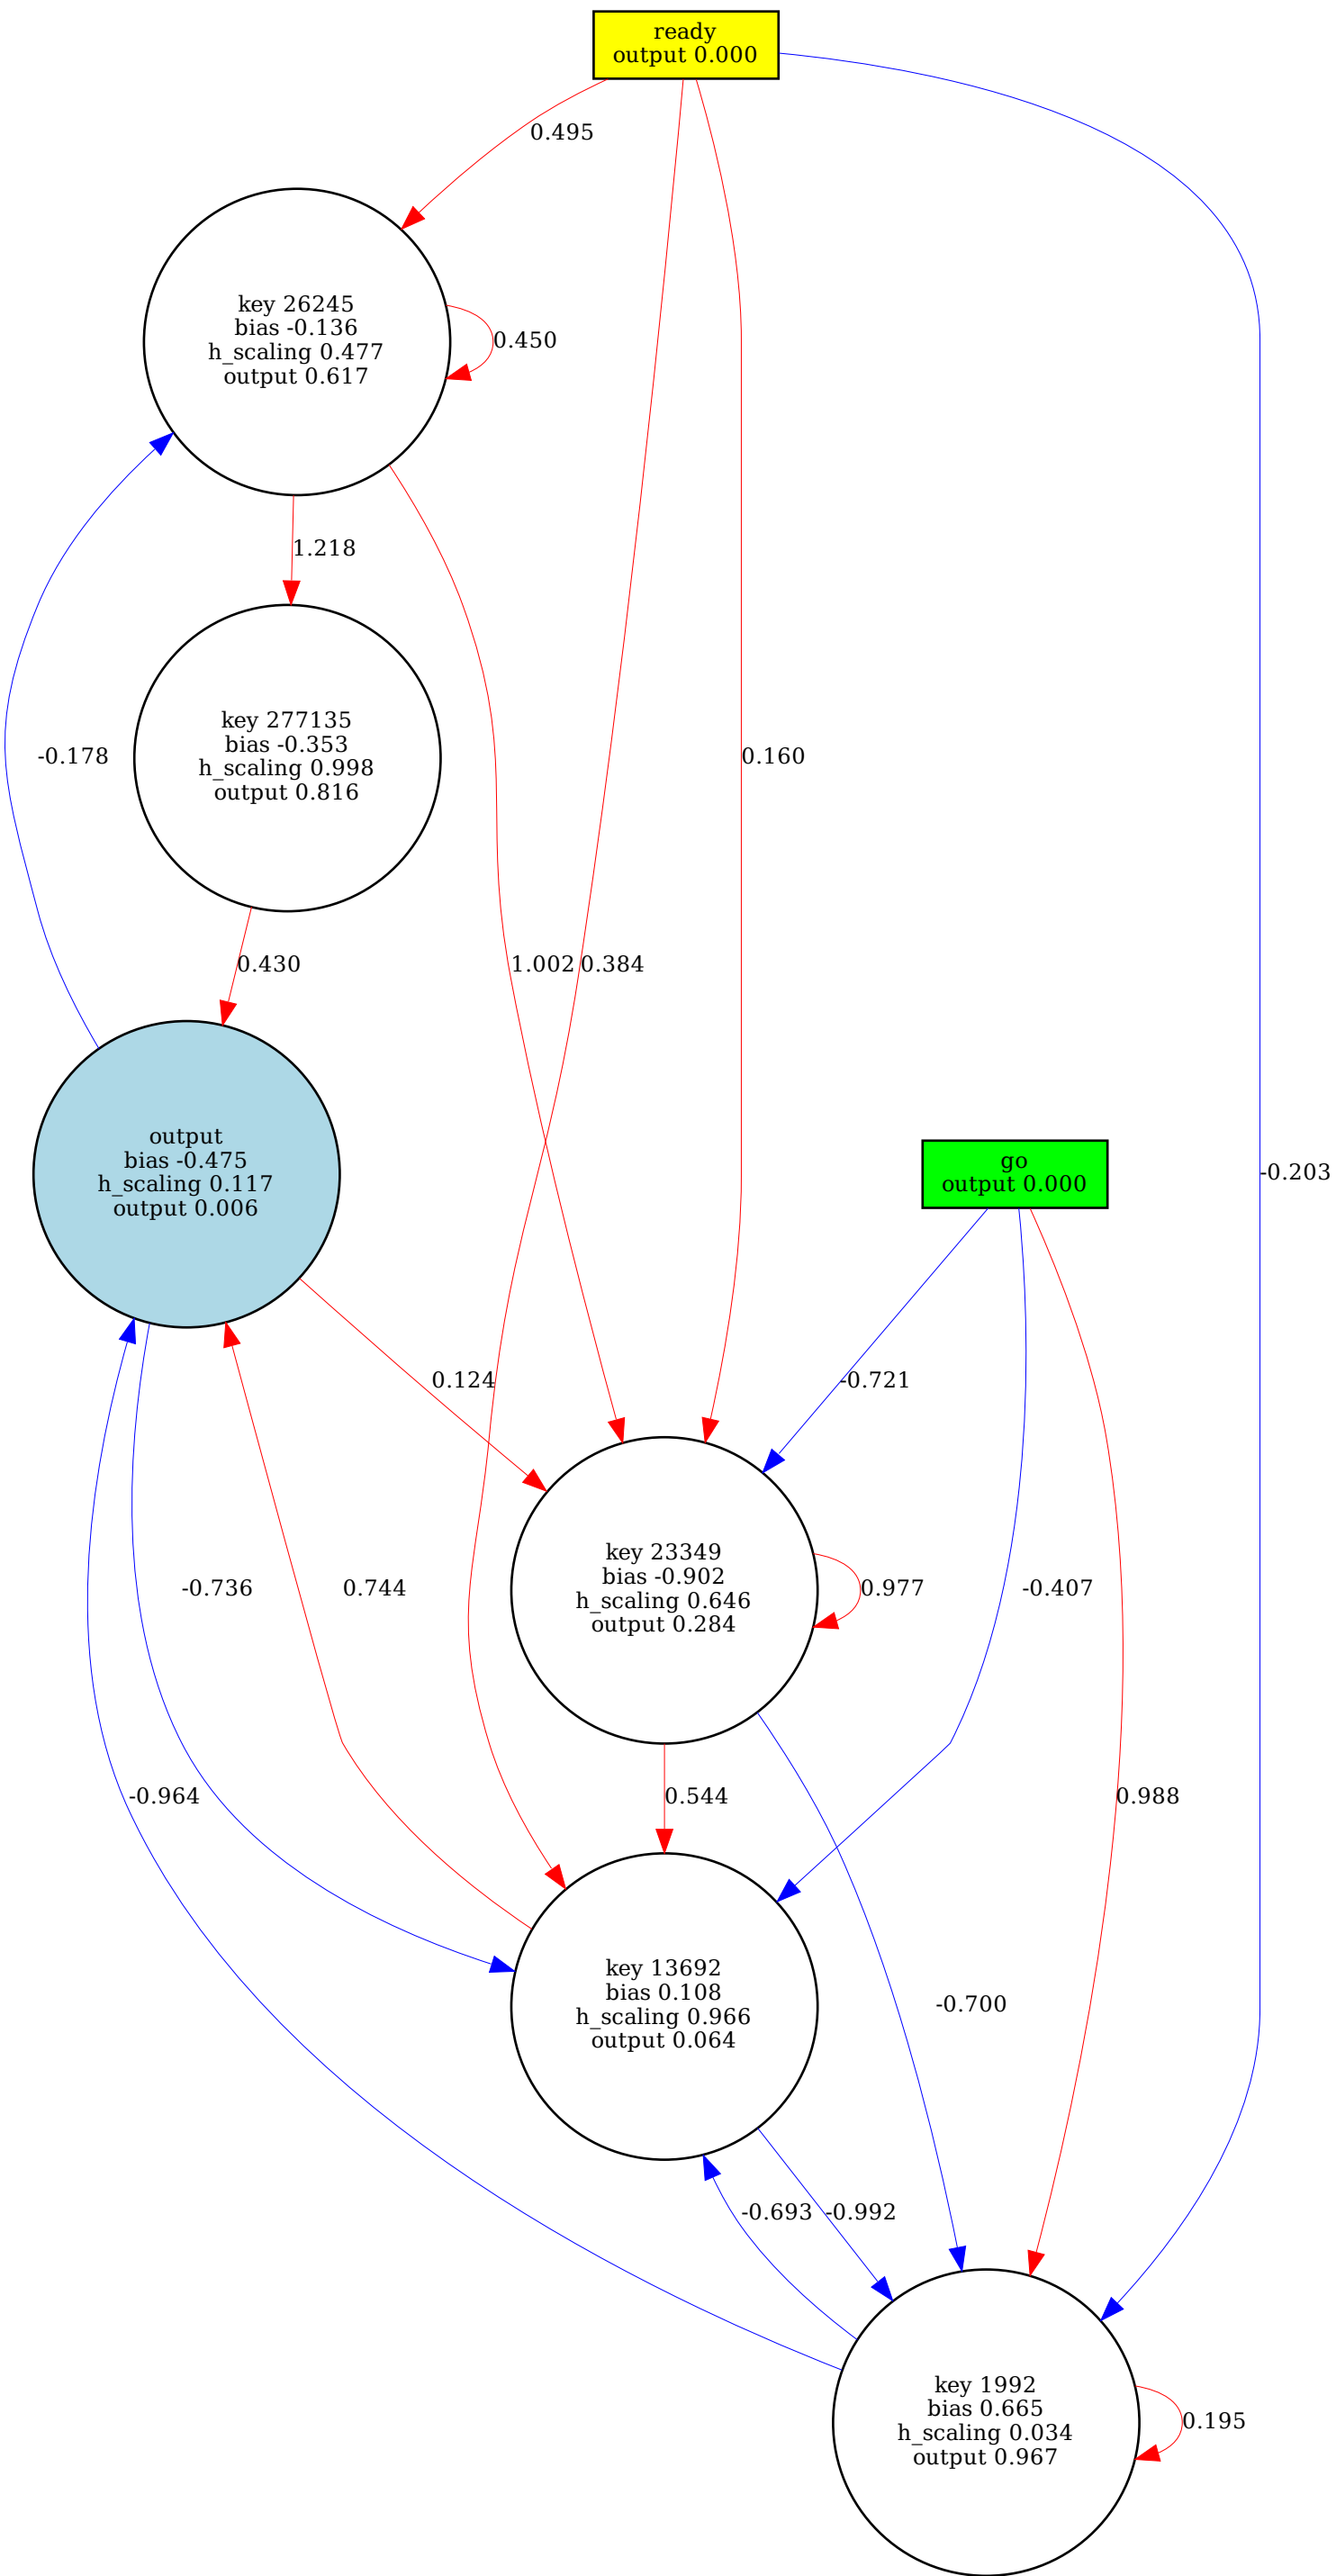 ready
output 0.000
0.495
key 26245
bias -0.136
h_scaling 0.477
output 0.617
0.450
1.218
key 277135
bias -0.353
h_scaling 0.998
output 0.816
-0.178
0.160
0.430
1.002
0.384
output
bias -0.475
h_scaling 0.117
output 0.006
go
output 0.000
-0.203
0.124
-0.721
key 23349
bias -0.902
h_scaling 0.646
output 0.284
-0.736
0.744
0.977
-0.407
-0.964
0.544
0.988
key 13692
bias 0.108
h_scaling 0.966
output 0.064
-0.700
-0.693
-0.992
key 1992
bias 0.665
h_scaling 0.034
output 0.967
0.195